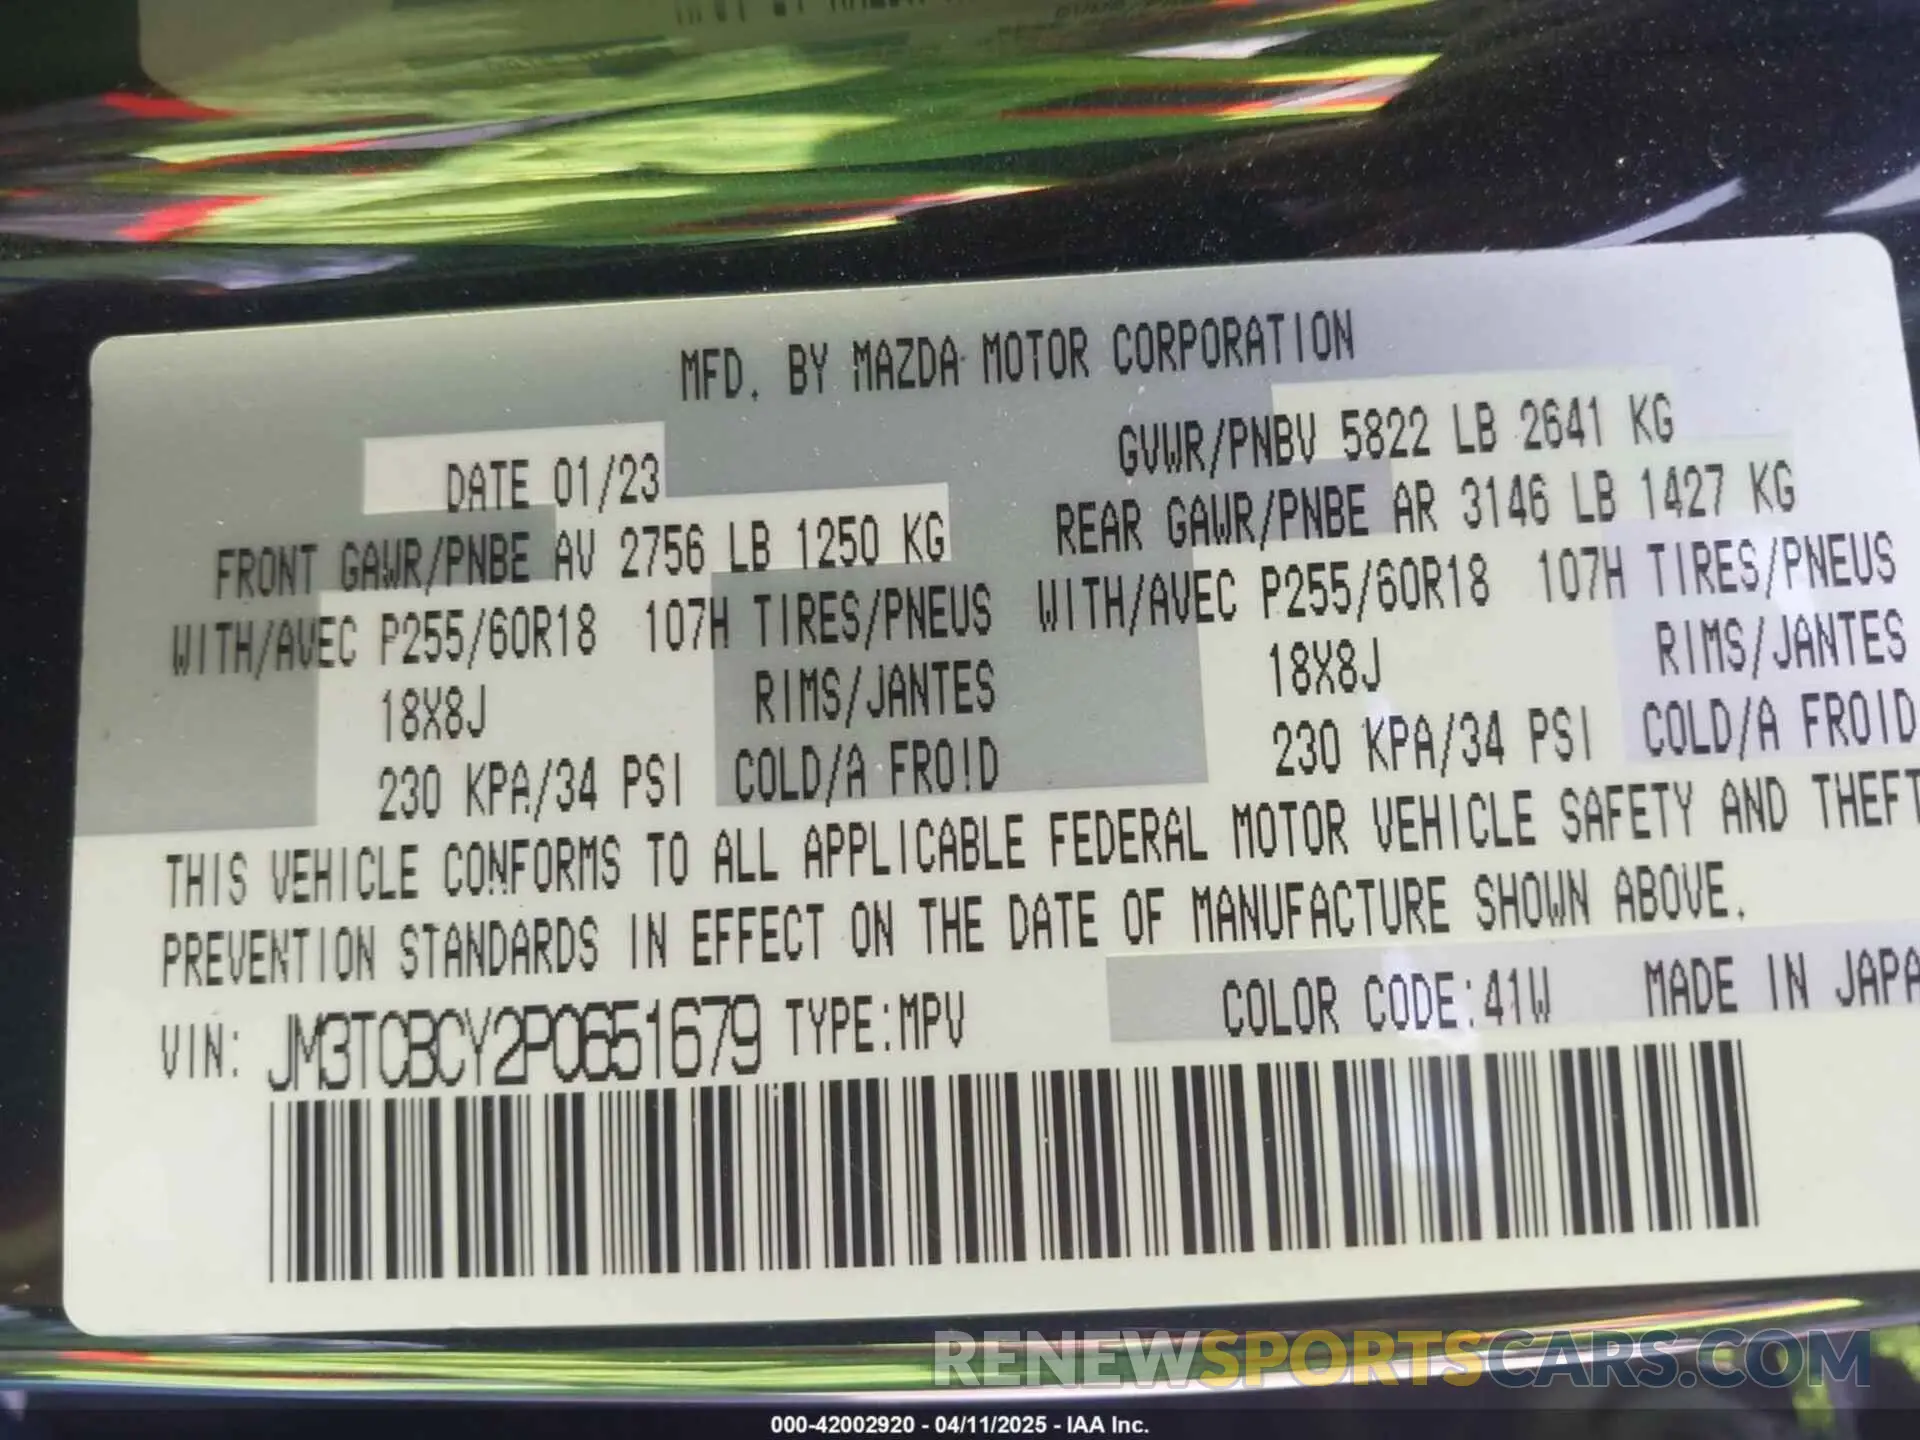 MFD. BY MAZDA MOTOR CORPORATION
DATE 01/23
GVWR/PNBV 5822 LB 2641 KG
FRONT GAWR/PNBE AV 2756 LB 1250 KG
REAR GAWR/PNBE AR 3146 LB 1427 KG
WITH/AVEC P255/60R18 107H TIRES/PNEUS
WITH/AVEC P255/60R18 107H TIRES/PNEUS
18X8J RIMS/JANTES
18X8J RIMS/JANTES
230 KPA/34 PSI COLD/A FROID
230 KPA/34 PSI COLD/A FROID
THIS VEHICLE CONFORMS TO ALL APPLICABLE FEDERAL MOTOR VEHICLE SAFETY AND THEFT
PREVENTION STANDARDS IN EFFECT ON THE DATE OF MANUFACTURE SHOWN ABOVE.
VIN: JM3TCBCY2P0651679 TYPE:MPV COLOR CODE:41W MADE IN JAPA
RENEWSPORTSCARS.COM
000-42002920 - 04/11/2025 - IAA Inc.